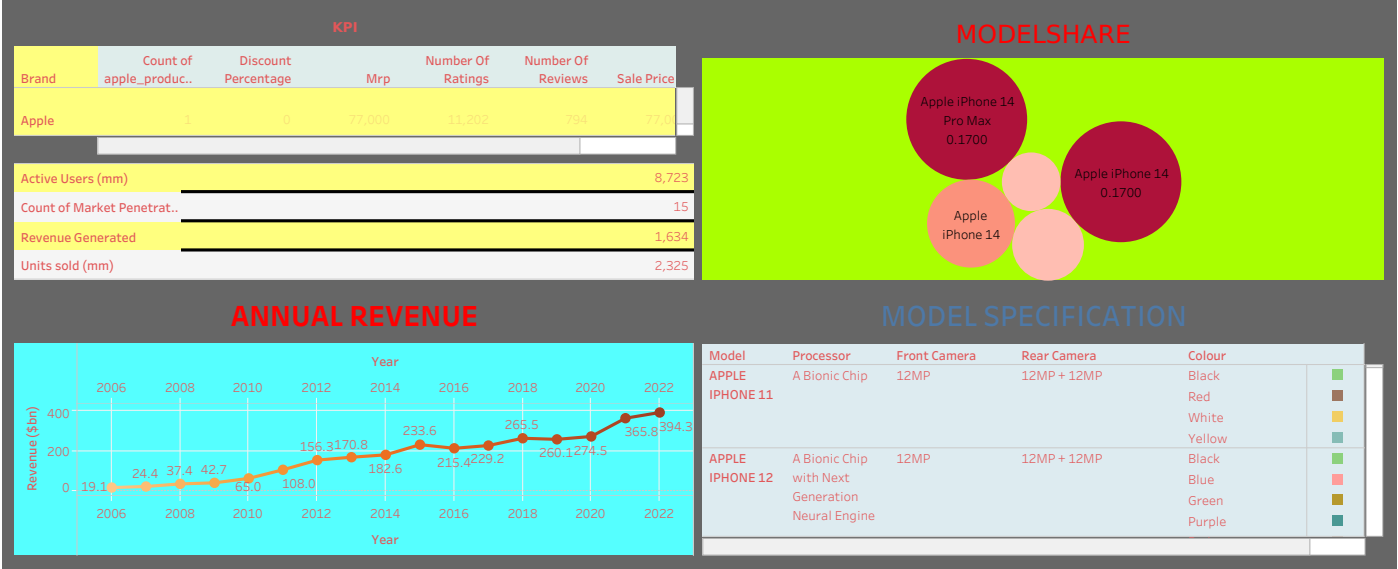 KPI
Brand Count of apple_produc.. Discount Percentage Mrp Number Of Ratings Number Of Reviews Sale Price
Apple 1 0 77,000 11,202 794 77,00
Active Users (mm) 8,723
Count of Market Penetrat.. 15
Revenue Generated 1,634
Units sold (mm) 2,325
MODELSHARE
Apple iPhone 14
Pro Max
0.1700
Apple iPhone 14
0.1700
Apple
iPhone 14
ANNUAL REVENUE
Year
2006 2008 2010 2012 2014 2016 2018 2020 2022
Revenue ($bn)
400
200
0
19.1 24.4 37.4 42.7 65.0 108.0 156.3 170.8 182.6 233.6 215.4 229.2 265.5 260.1 274.5 365.8 394.3
2006 2008 2010 2012 2014 2016 2018 2020 2022
Year
MODEL SPECIFICATION
Model Processor Front Camera Rear Camera Colour
APPLE A Bionic Chip 12MP 12MP + 12MP Black
IPHONE 11 Red
White
Yellow
APPLE A Bionic Chip 12MP 12MP + 12MP Black
IPHONE 12 with Next Blue
Generation Green
Neural Engine Purple